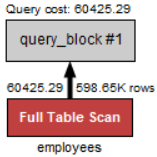 Query cost: 60425.29
query_block #1
60425.29 598.65K rows
Full Table Scan
employees